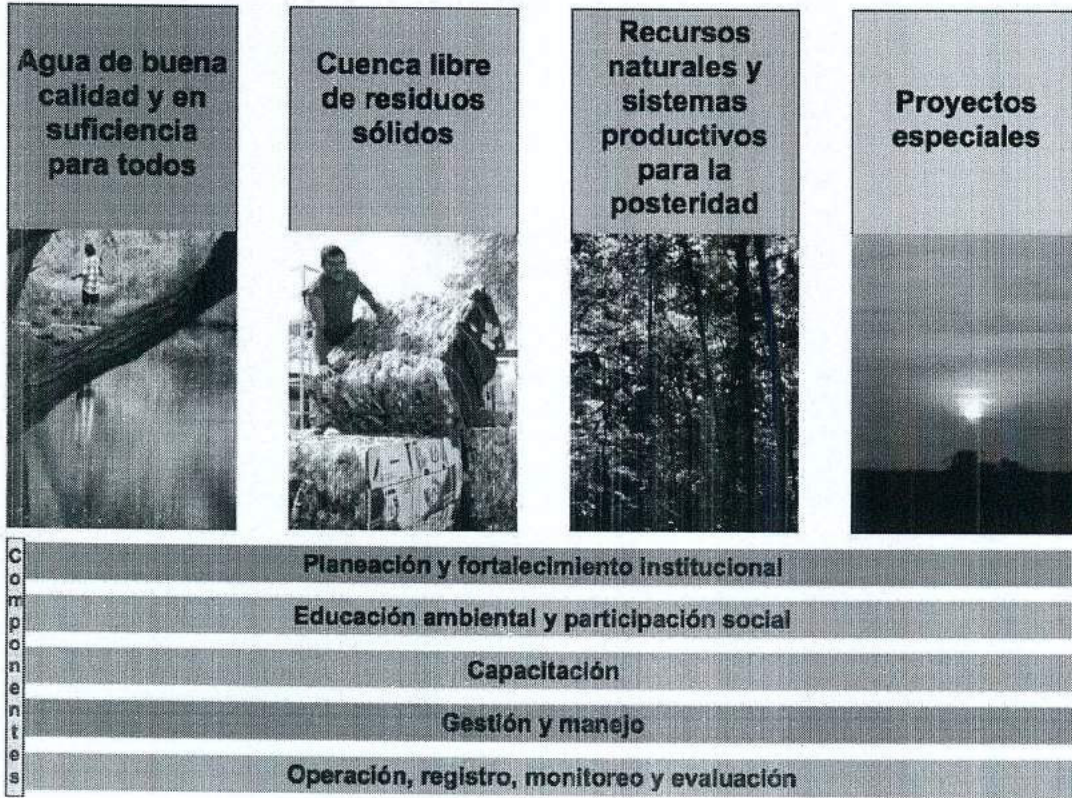 Agua de buena
calidad y en
suficiencia
para todos
Cuenca libre
de residuos
sólidos
Recursos
naturales y
sistemas
productivos
para la
posteridad
Proyectos
especiales
Componentes
Planeación y fortalecimiento institucional
Educación ambiental y participación social
Capacitación
Gestión y manejo
Operación, registro, monitoreo y evaluación